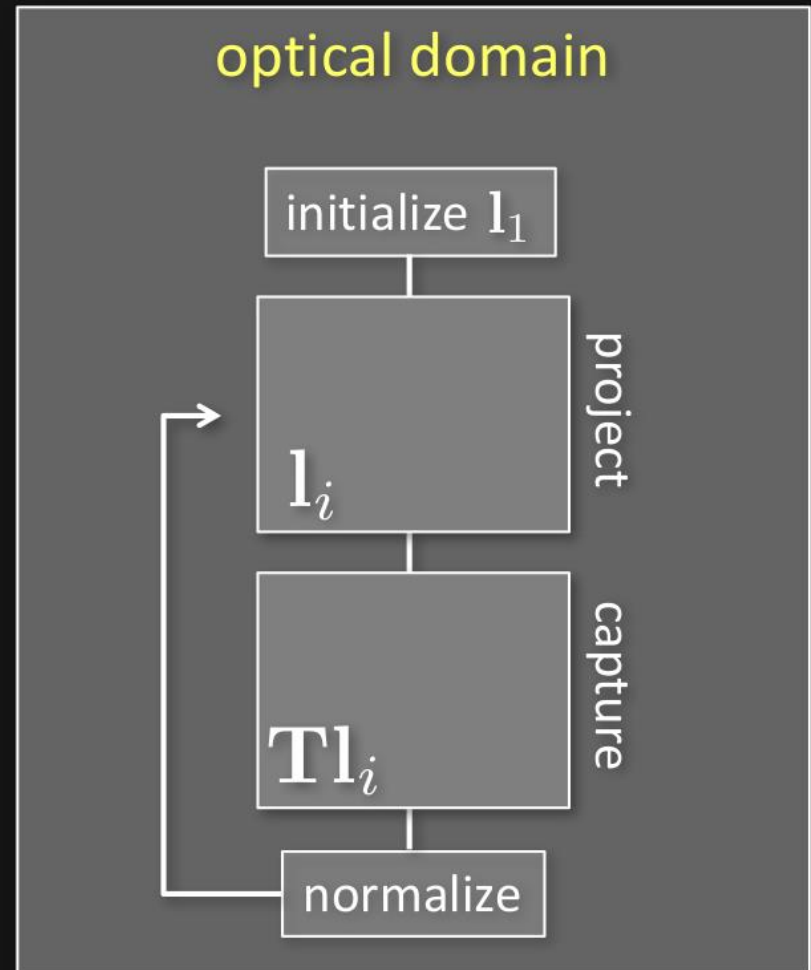 optical domain
initialize l₁
project
lᵢ
capture
Tlᵢ
normalize